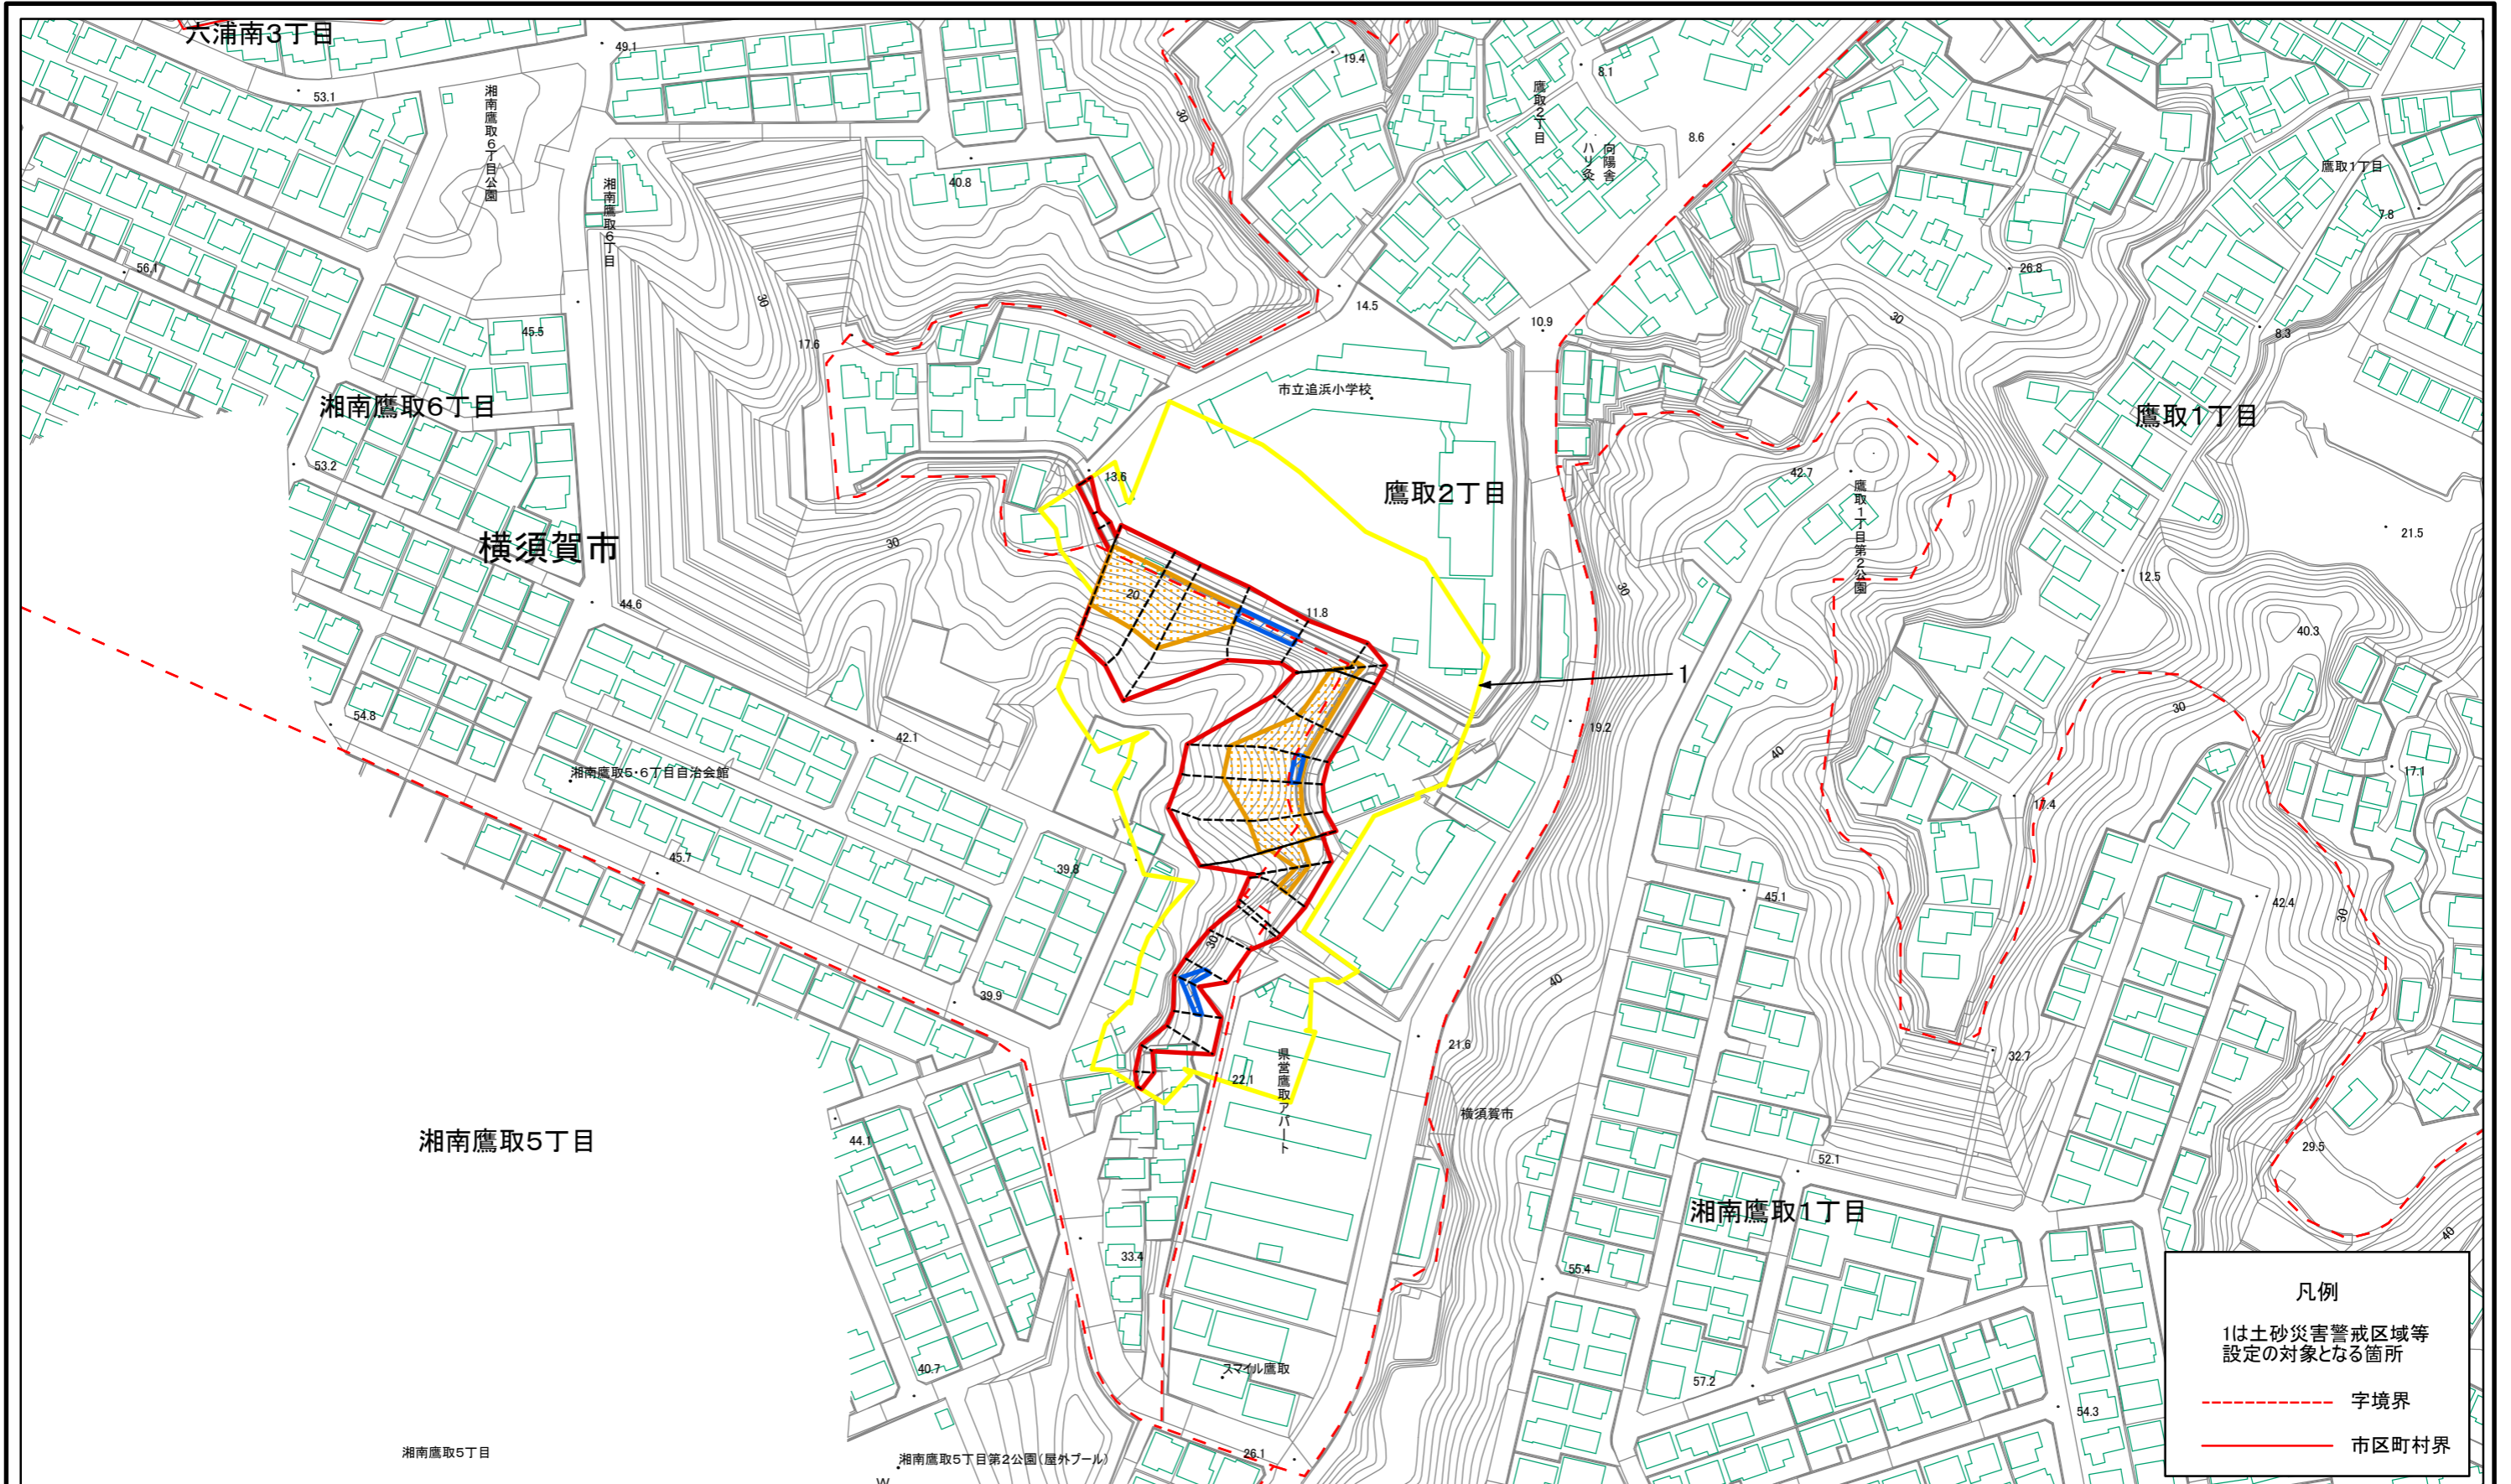 六浦南3丁目
49.1
19.4
8.1
53.1
湘南鷹取6丁目公園
30
鷹取2丁目
向陽舎
ハリ灸
8.6
鷹取1丁目
40.8
湘南鷹取6丁目
7.8
56.1
26.8
30
14.5
10.9
30
8.3
45.5
17.6
市立追浜小学校
湘南鷹取6丁目
鷹取1丁目
53.2
13.6
鷹取2丁目
42.7
鷹取1丁目第2公園
21.5
横須賀市
30
12.5
44.6
20
11.8
30
40.3
1
54.8
42.1
19.2
30
40
湘南鷹取5・6丁目自治会館
17.1
17.4
45.7
39.8
45.1
42.4
30
30
39.9
40
21.6
32.7
22.1
県営鷹取アパート
横須賀市
湘南鷹取5丁目
44.1
29.5
52.1
湘南鷹取1丁目
33.4
40
55.4
凡例
1は土砂災害警戒区域等
設定の対象となる箇所
40.7
スマイル鷹取
57.2
54.3
字境界
市区町村界
湘南鷹取5丁目
湘南鷹取5丁目第2公園(屋外プール)
26.1
W